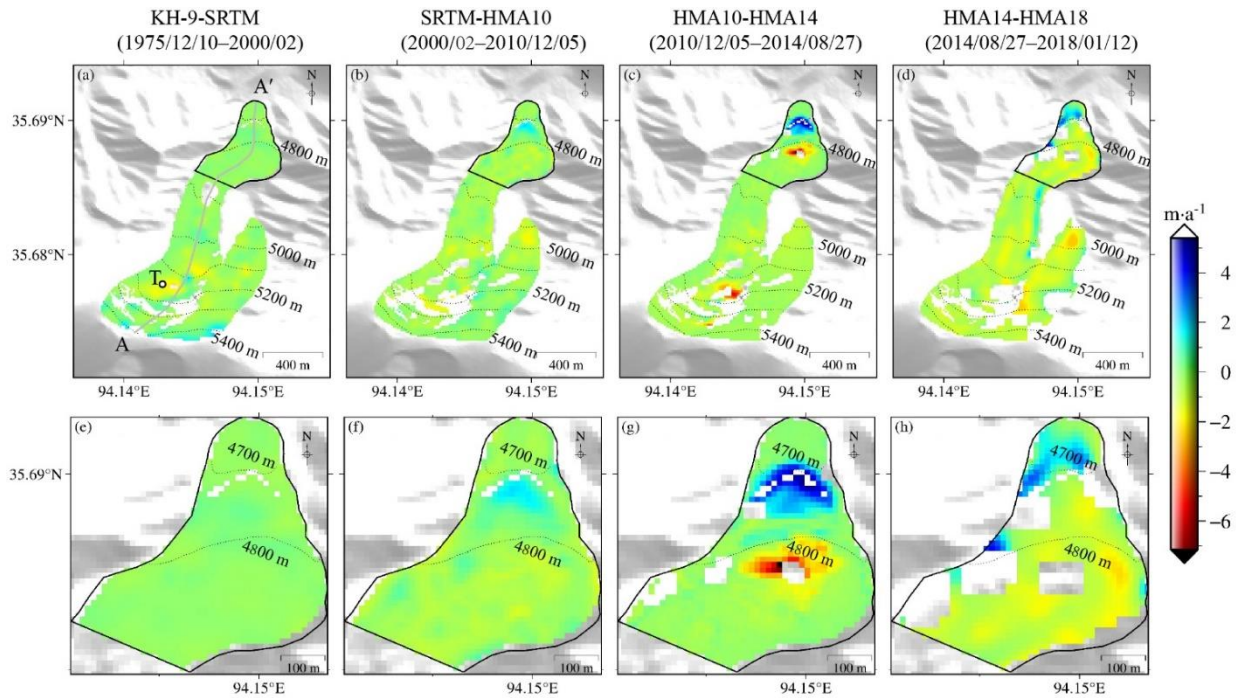 KH-9-SRTM
(1975/12/10–2000/02)
SRTM-HMA10
(2000/02–2010/12/05)
HMA10-HMA14
(2010/12/05–2014/08/27)
HMA14-HMA18
(2014/08/27–2018/01/12)
(a)
N
A′
35.69°N
4800 m
35.68°N
5000 m
T
5200 m
A
5400 m
400 m
94.14°E
94.15°E
(b)
N
4800 m
5000 m
5200 m
5400 m
400 m
94.14°E
94.15°E
(c)
N
4800 m
5000 m
5200 m
5400 m
400 m
94.14°E
94.15°E
(d)
N
4800 m
5000 m
5200 m
5400 m
400 m
94.14°E
94.15°E
m·a-1
4
2
0
−2
−4
−6
(e)
N
4700 m
35.69°N
4800 m
100 m
94.15°E
(f)
N
4700 m
4800 m
100 m
94.15°E
(g)
N
4700 m
4800 m
100 m
94.15°E
(h)
N
4700 m
4800 m
100 m
94.15°E